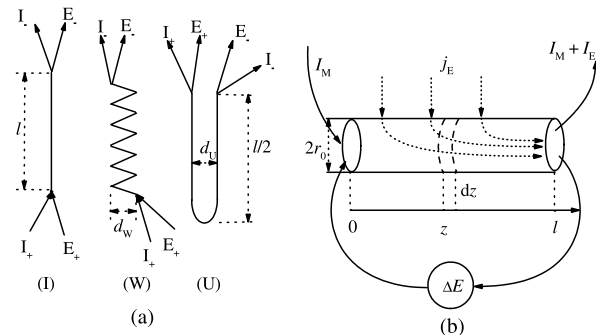 I- E-
l
I+ E+
(I)
E-
I-
dW
I+ E+
(W)
I+ E+ E- I-
dU
l/2
(U)
(a)
IM jE IM + IE
2r0
dz
0 z l
ΔE
(b)